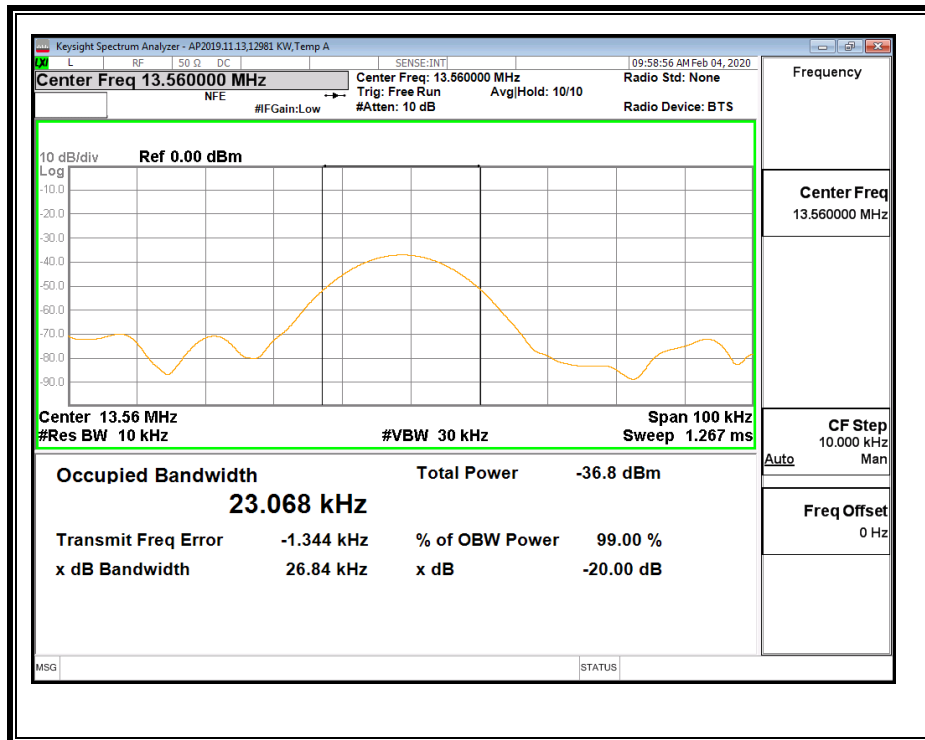 Keysight Spectrum Analyzer - AP2019.11.13,12981 KW,Temp A
LXI L RF 50 Ω DC SENSE:INT 09:58:56 AM Feb 04, 2020
Center Freq 13.560000 MHz
NFE
#IFGain:Low
Center Freq: 13.560000 MHz
Trig: Free Run Avg|Hold: 10/10
#Atten: 10 dB
Radio Std: None
Radio Device: BTS
10 dB/div Ref 0.00 dBm
Log
-10.0
-20.0
-30.0
-40.0
-50.0
-60.0
-70.0
-80.0
-90.0
Center 13.56 MHz Span 100 kHz
#Res BW 10 kHz #VBW 30 kHz Sweep 1.267 ms
Occupied Bandwidth Total Power -36.8 dBm
23.068 kHz
Transmit Freq Error -1.344 kHz % of OBW Power 99.00 %
x dB Bandwidth 26.84 kHz x dB -20.00 dB
MSG STATUS
Frequency
Center Freq
13.560000 MHz
CF Step
10.000 kHz
Auto Man
Freq Offset
0 Hz